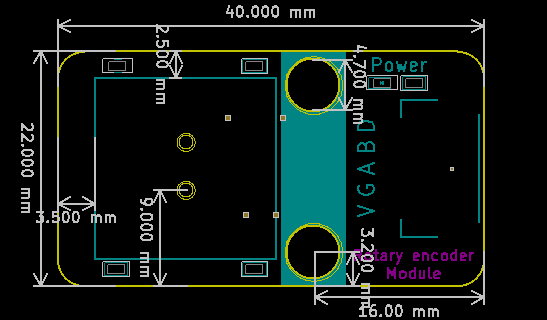 40.000 mm
2.500 mm
4.700 mm
Power
22.000 mm
VGABD
3.500 mm
9.000 mm
3.200 mm
Rotary encoder
Module
16.00 mm